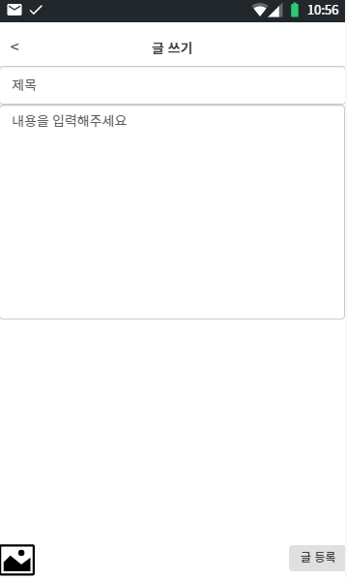 10:56
<
글 쓰기
제목
내용을 입력해주세요
글 등록